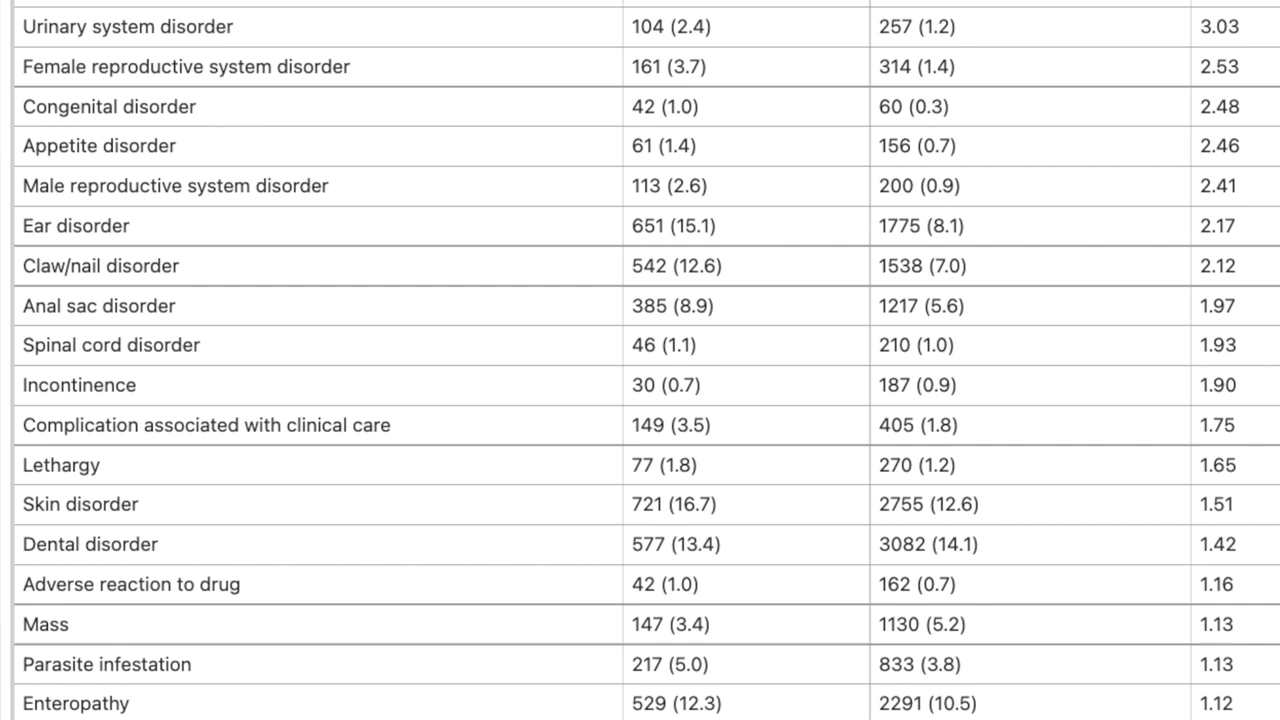 Urinary system disorder 104 (2.4) 257 (1.2) 3.03
Female reproductive system disorder 161 (3.7) 314 (1.4) 2.53
Congenital disorder 42 (1.0) 60 (0.3) 2.48
Appetite disorder 61 (1.4) 156 (0.7) 2.46
Male reproductive system disorder 113 (2.6) 200 (0.9) 2.41
Ear disorder 651 (15.1) 1775 (8.1) 2.17
Claw/nail disorder 542 (12.6) 1538 (7.0) 2.12
Anal sac disorder 385 (8.9) 1217 (5.6) 1.97
Spinal cord disorder 46 (1.1) 210 (1.0) 1.93
Incontinence 30 (0.7) 187 (0.9) 1.90
Complication associated with clinical care 149 (3.5) 405 (1.8) 1.75
Lethargy 77 (1.8) 270 (1.2) 1.65
Skin disorder 721 (16.7) 2755 (12.6) 1.51
Dental disorder 577 (13.4) 3082 (14.1) 1.42
Adverse reaction to drug 42 (1.0) 162 (0.7) 1.16
Mass 147 (3.4) 1130 (5.2) 1.13
Parasite infestation 217 (5.0) 833 (3.8) 1.13
Enteropathy 529 (12.3) 2291 (10.5) 1.12